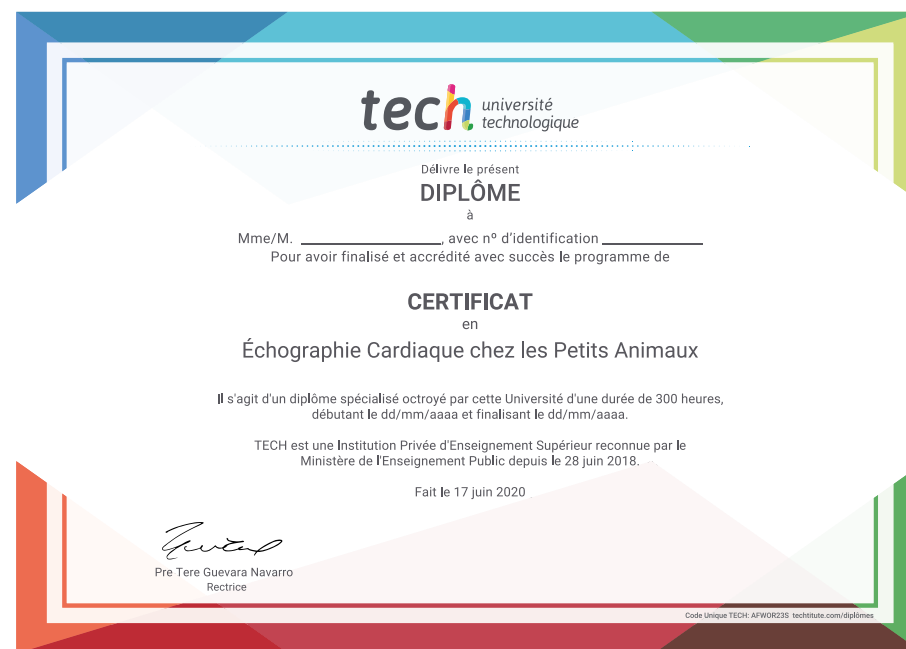 tech université
technologique
Délivre le présent
DIPLÔME
à
Mme/M. ____________________, avec nº d'identification ______________
Pour avoir finalisé et accrédité avec succès le programme de
CERTIFICAT
en
Échographie Cardiaque chez les Petits Animaux
Il s'agit d'un diplôme spécialisé octroyé par cette Université d'une durée de 300 heures,
débutant le dd/mm/aaaa et finalisant le dd/mm/aaaa.
TECH est une Institution Privée d'Enseignement Supérieur reconnue par le
Ministère de l'Enseignement Public depuis le 28 juin 2018.
Fait le 17 juin 2020
Pre Tere Guevara Navarro
Rectrice
Code Unique TECH: AFWOR23S techtitute.com/diplômes